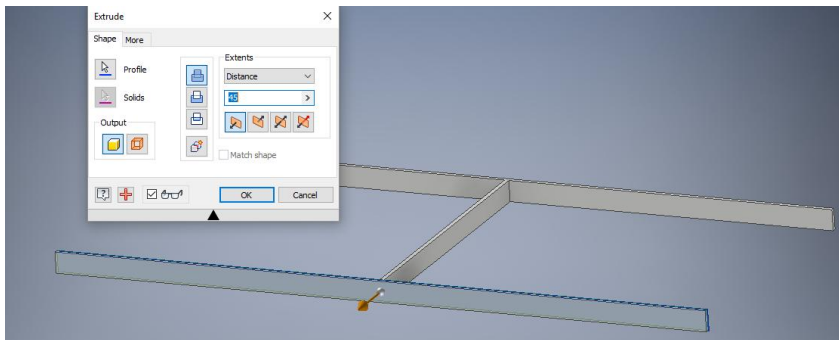 Extrude
Shape More
Extents
Profile
Distance
Solids
45
Output
Match shape
OK Cancel